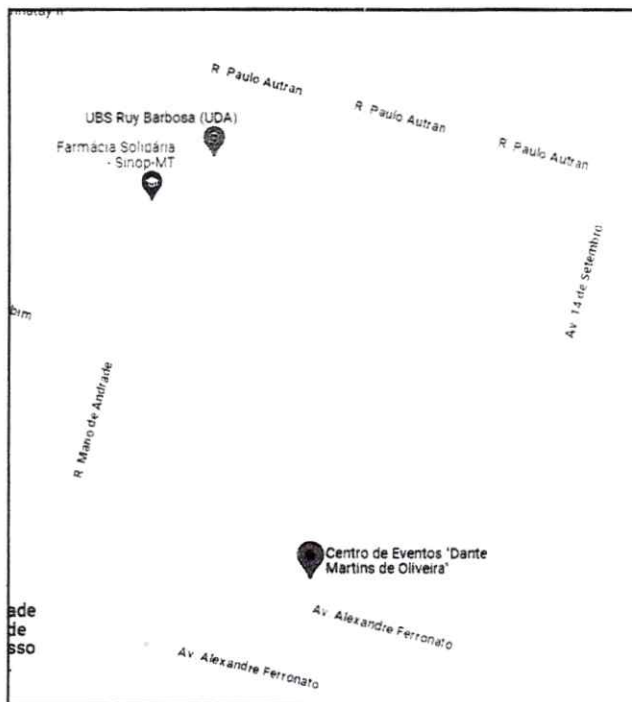 R Paulo Autran
R Paulo Autran
R Paulo Autran
UBS Ruy Barbosa (UDA)
Farmácia Solidária
- Sinop-MT
Av 14 de Setembro
R Mario de Andrade
Centro de Eventos "Dante
Martins de Oliveira"
Av Alexandre Ferronato
ade
de
sso
Av Alexandre Ferronato